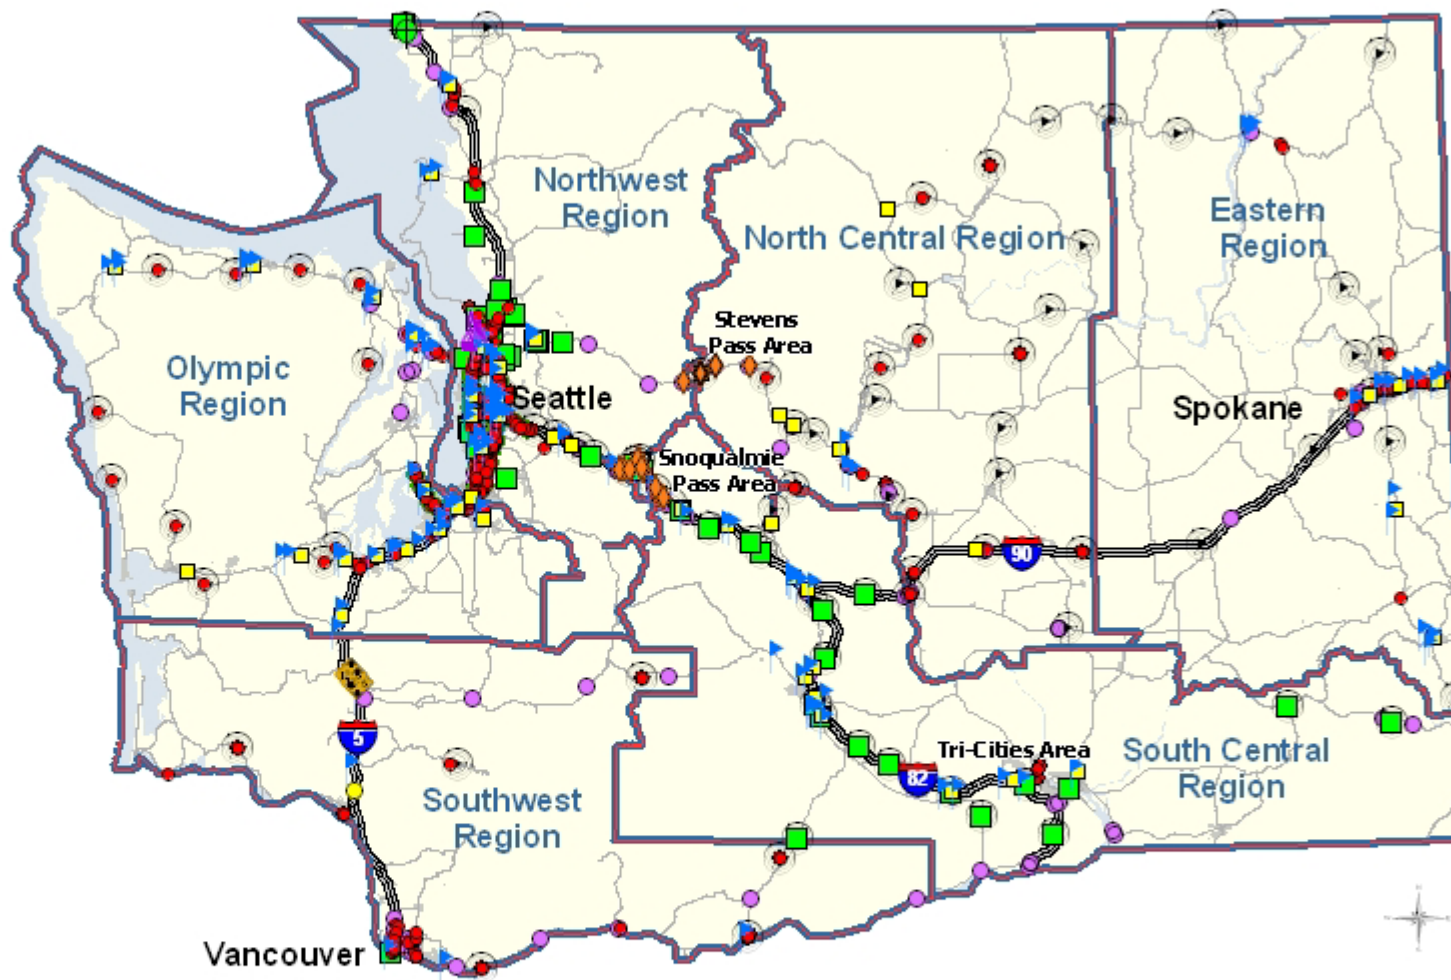 Northwest
Region
North Central Region
Eastern
Region
Stevens
Pass Area
Olympic
Region
Seattle
Spokane
Snoqualmie
Pass Area
90
5
Tri-Cities Area
82
South Central
Region
Southwest
Region
Vancouver